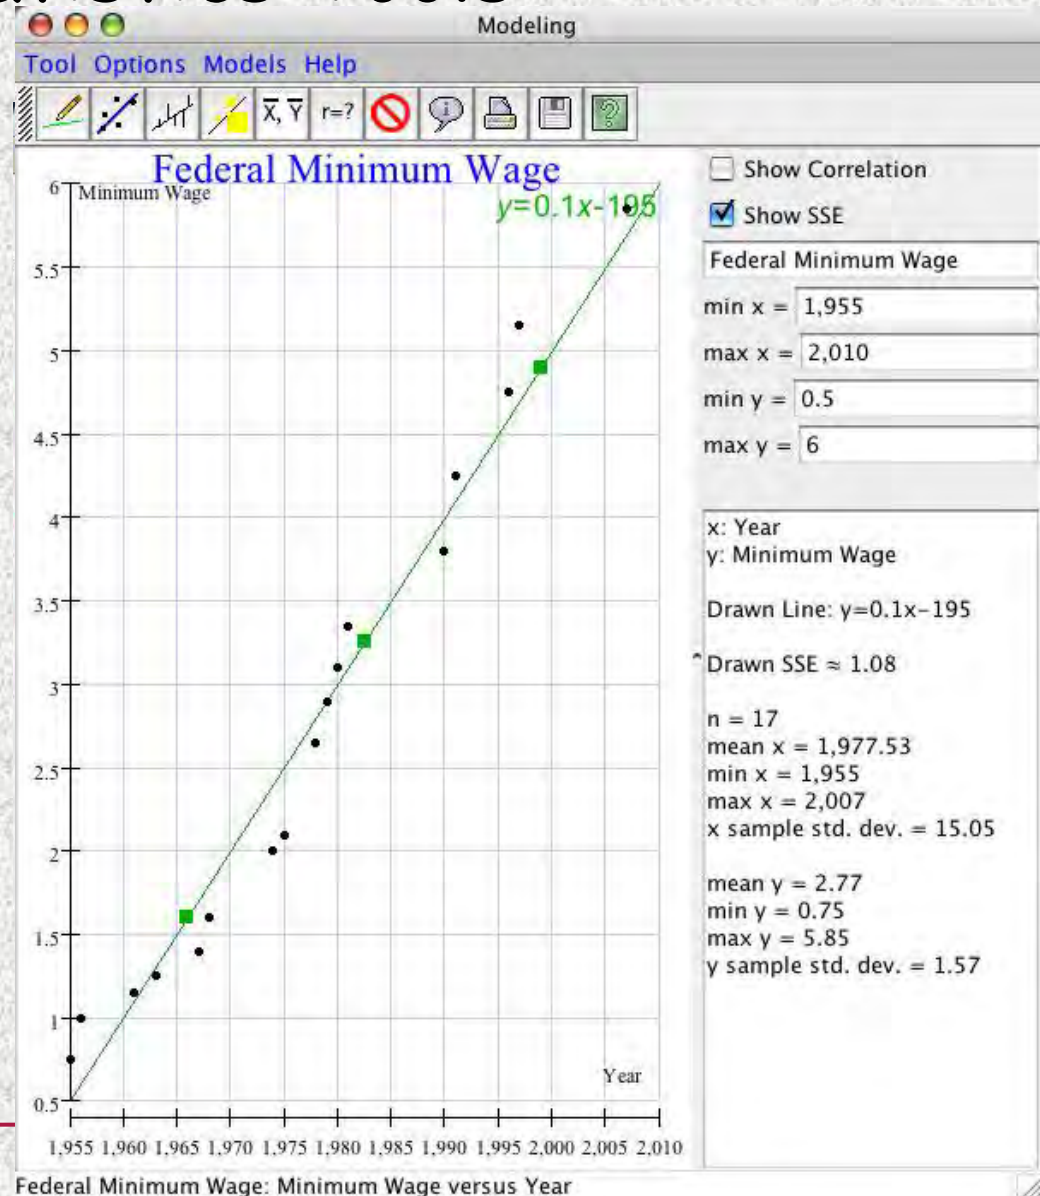 Modeling
Tool Options Models Help
X, Y r=?
Federal Minimum Wage
Minimum Wage
y=0.1x-195
6
5.5
5
4.5
4
3.5
3
2.5
2
1.5
1
0.5
Year
1,955 1,960 1,965 1,970 1,975 1,980 1,985 1,990 1,995 2,000 2,005 2,010
Show Correlation
Show SSE
Federal Minimum Wage
min x = 1,955
max x = 2,010
min y = 0.5
max y = 6
x: Year
y: Minimum Wage
Drawn Line: y=0.1x-195
Drawn SSE ≈ 1.08
n = 17
mean x = 1,977.53
min x = 1,955
max x = 2,007
x sample std. dev. = 15.05
mean y = 2.77
min y = 0.75
max y = 5.85
y sample std. dev. = 1.57
Federal Minimum Wage: Minimum Wage versus Year